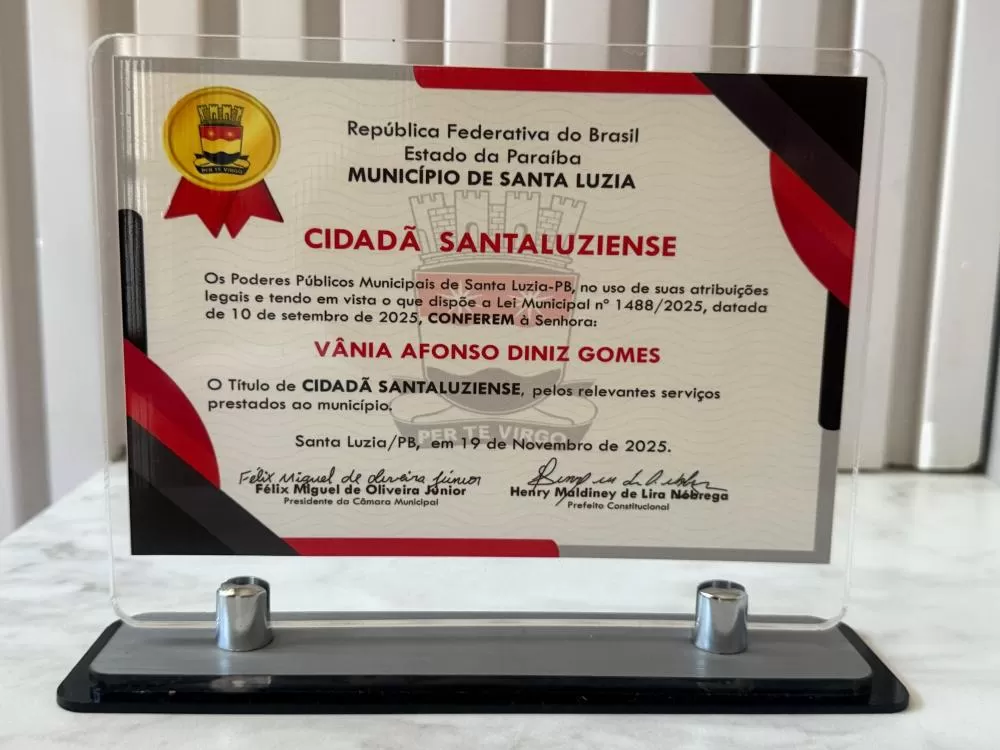 PER TE VIRGO
República Federativa do Brasil
Estado da Paraíba
MUNICÍPIO DE SANTA LUZIA
CIDADÃ SANTALUZIENSE
Os Poderes Públicos Municipais de Santa Luzia-PB, no uso de suas atribuições
legais e tendo em vista o que dispõe a Lei Municipal nº 1488/2025, datada
de 10 de setembro de 2025, CONFEREM à Senhora:
VÂNIA AFONSO DINIZ GOMES
O Título de CIDADÃ SANTALUZIENSE, pelos relevantes serviços
prestados ao município.
PER TE VIRGO
Santa Luzia/PB, em 19 de Novembro de 2025.
Félix Miguel de Oliveira Júnior
Félix Miguel de Oliveira Júnior
Presidente da Câmara Municipal
Henry Maldiney de Lira Nóbrega
Prefeito Constitucional